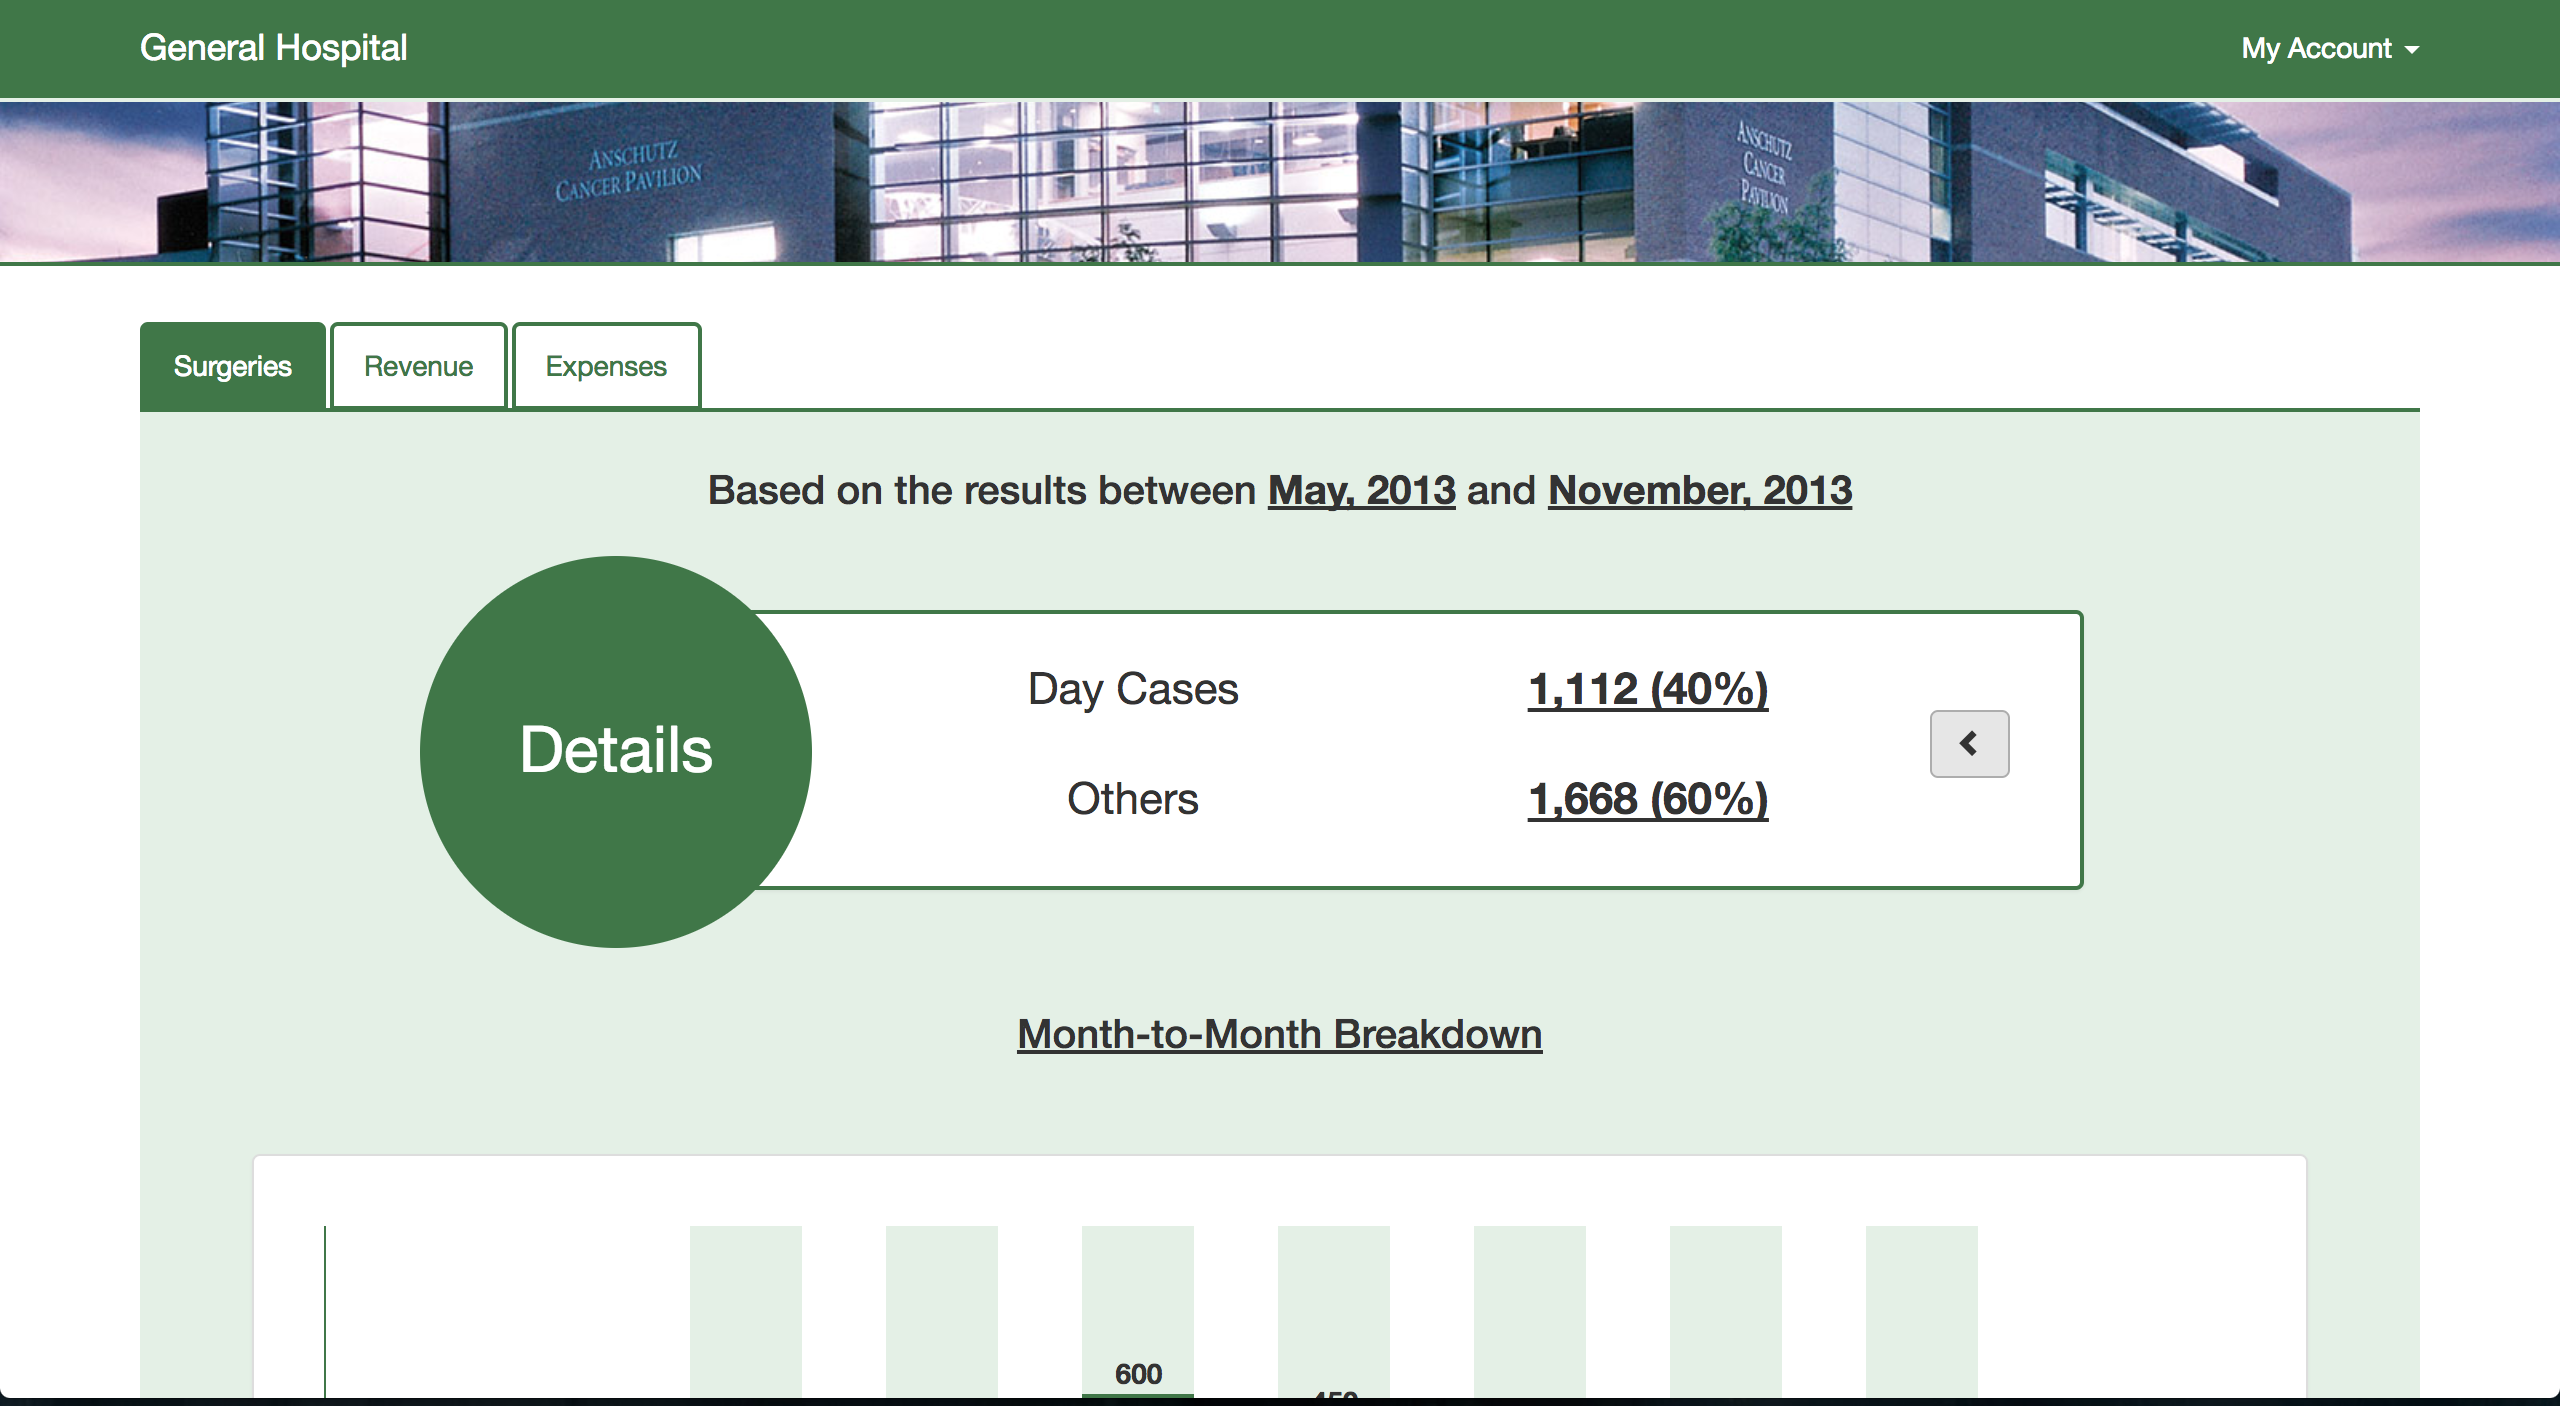 General Hospital
My Account
ANSCHUTZ
CANCER PAVILION
ANSCHUTZ
CANCER
PAVILION
Surgeries
Revenue
Expenses
Based on the results between May, 2013 and November, 2013
Details
Day Cases
1,112 (40%)
Others
1,668 (60%)
Month-to-Month Breakdown
600